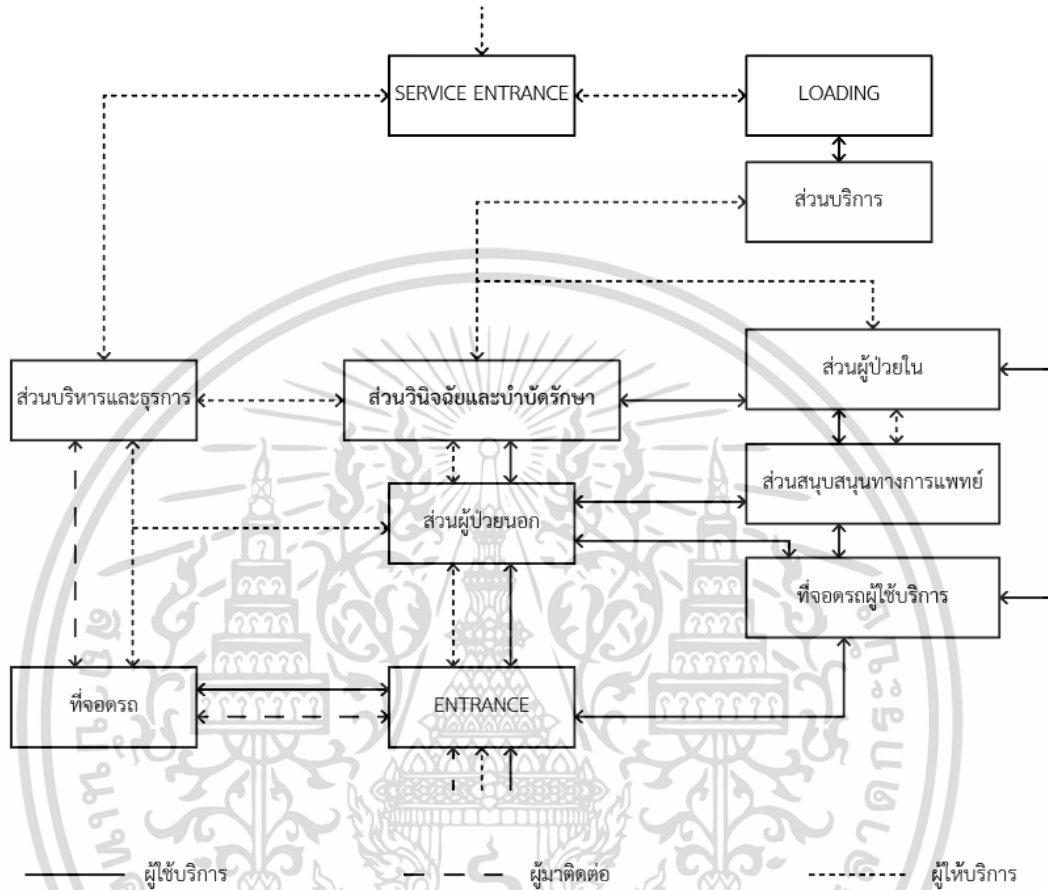 SERVICE ENTRANCE
LOADING
ส่วนบริการ
ส่วนผู้ป่วยใน
ส่วนบริหารและธุรการ
ส่วนวินิจฉัยและบำบัดรักษา
ส่วนสนุบสนุนทางการแพทย์
ส่วนผู้ป่วยนอก
ที่จอดรถผู้ใช้บริการ
ที่จอดรถ
ENTRANCE
ผู้ใช้บริการ
ผู้มาติดต่อ
ผู้ให้บริการ